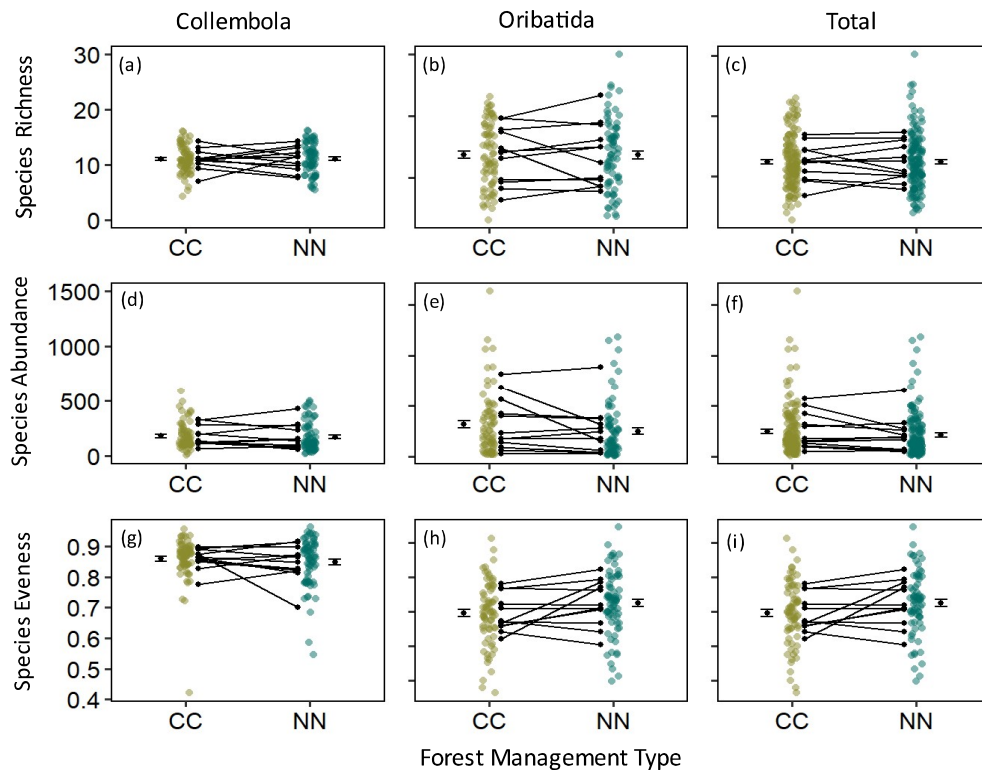 Collembola Oribatida Total
Species Richness
30
20
10
0
(a) (b) (c)
CC NN CC NN CC NN
Species Abundance
1500
1000
500
0
(d) (e) (f)
CC NN CC NN CC NN
Species Eveness
0.9
0.8
0.7
0.6
0.5
0.4
(g) (h) (i)
CC NN CC NN CC NN
Forest Management Type